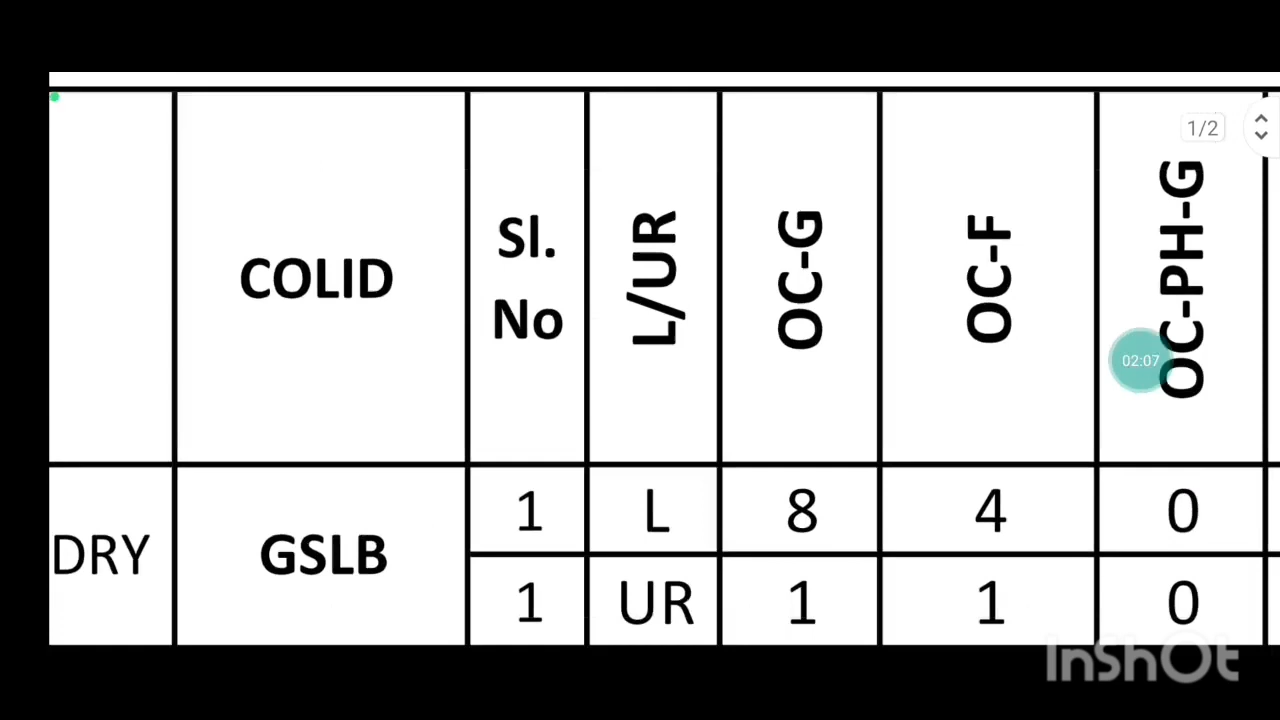 1/2
COLID
Sl.
No
L/UR
OC-G
OC-F
OC-PH-G
02:07
DRY
GSLB
1 L 8 4 0
1 UR 1 1 0
InShOt